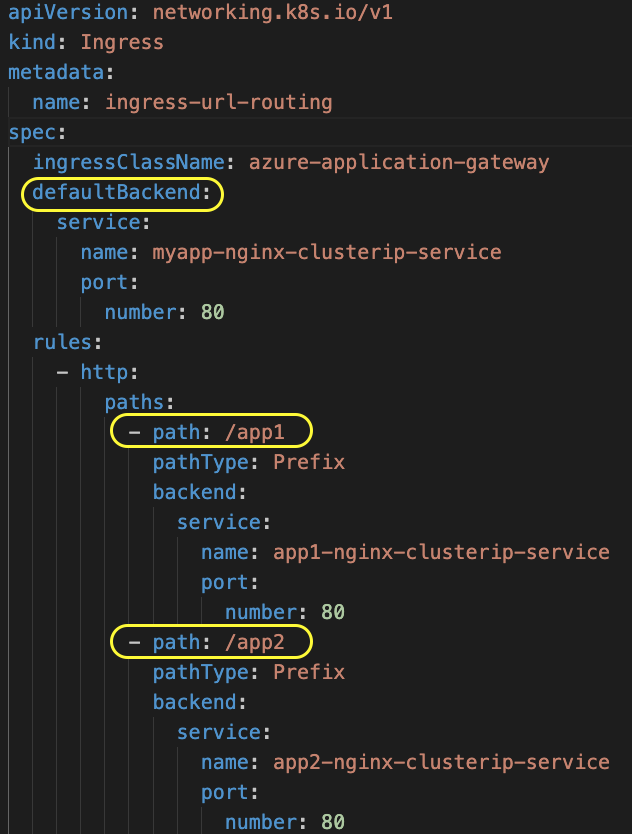 apiVersion: networking.k8s.io/v1
kind: Ingress
metadata:
  name: ingress-url-routing
spec:
  ingressClassName: azure-application-gateway
  defaultBackend:
    service:
      name: myapp-nginx-clusterip-service
      port:
        number: 80
  rules:
    - http:
        paths:
          - path: /app1
            pathType: Prefix
            backend:
              service:
                name: app1-nginx-clusterip-service
                port:
                  number: 80
          - path: /app2
            pathType: Prefix
            backend:
              service:
                name: app2-nginx-clusterip-service
                port:
                  number: 80